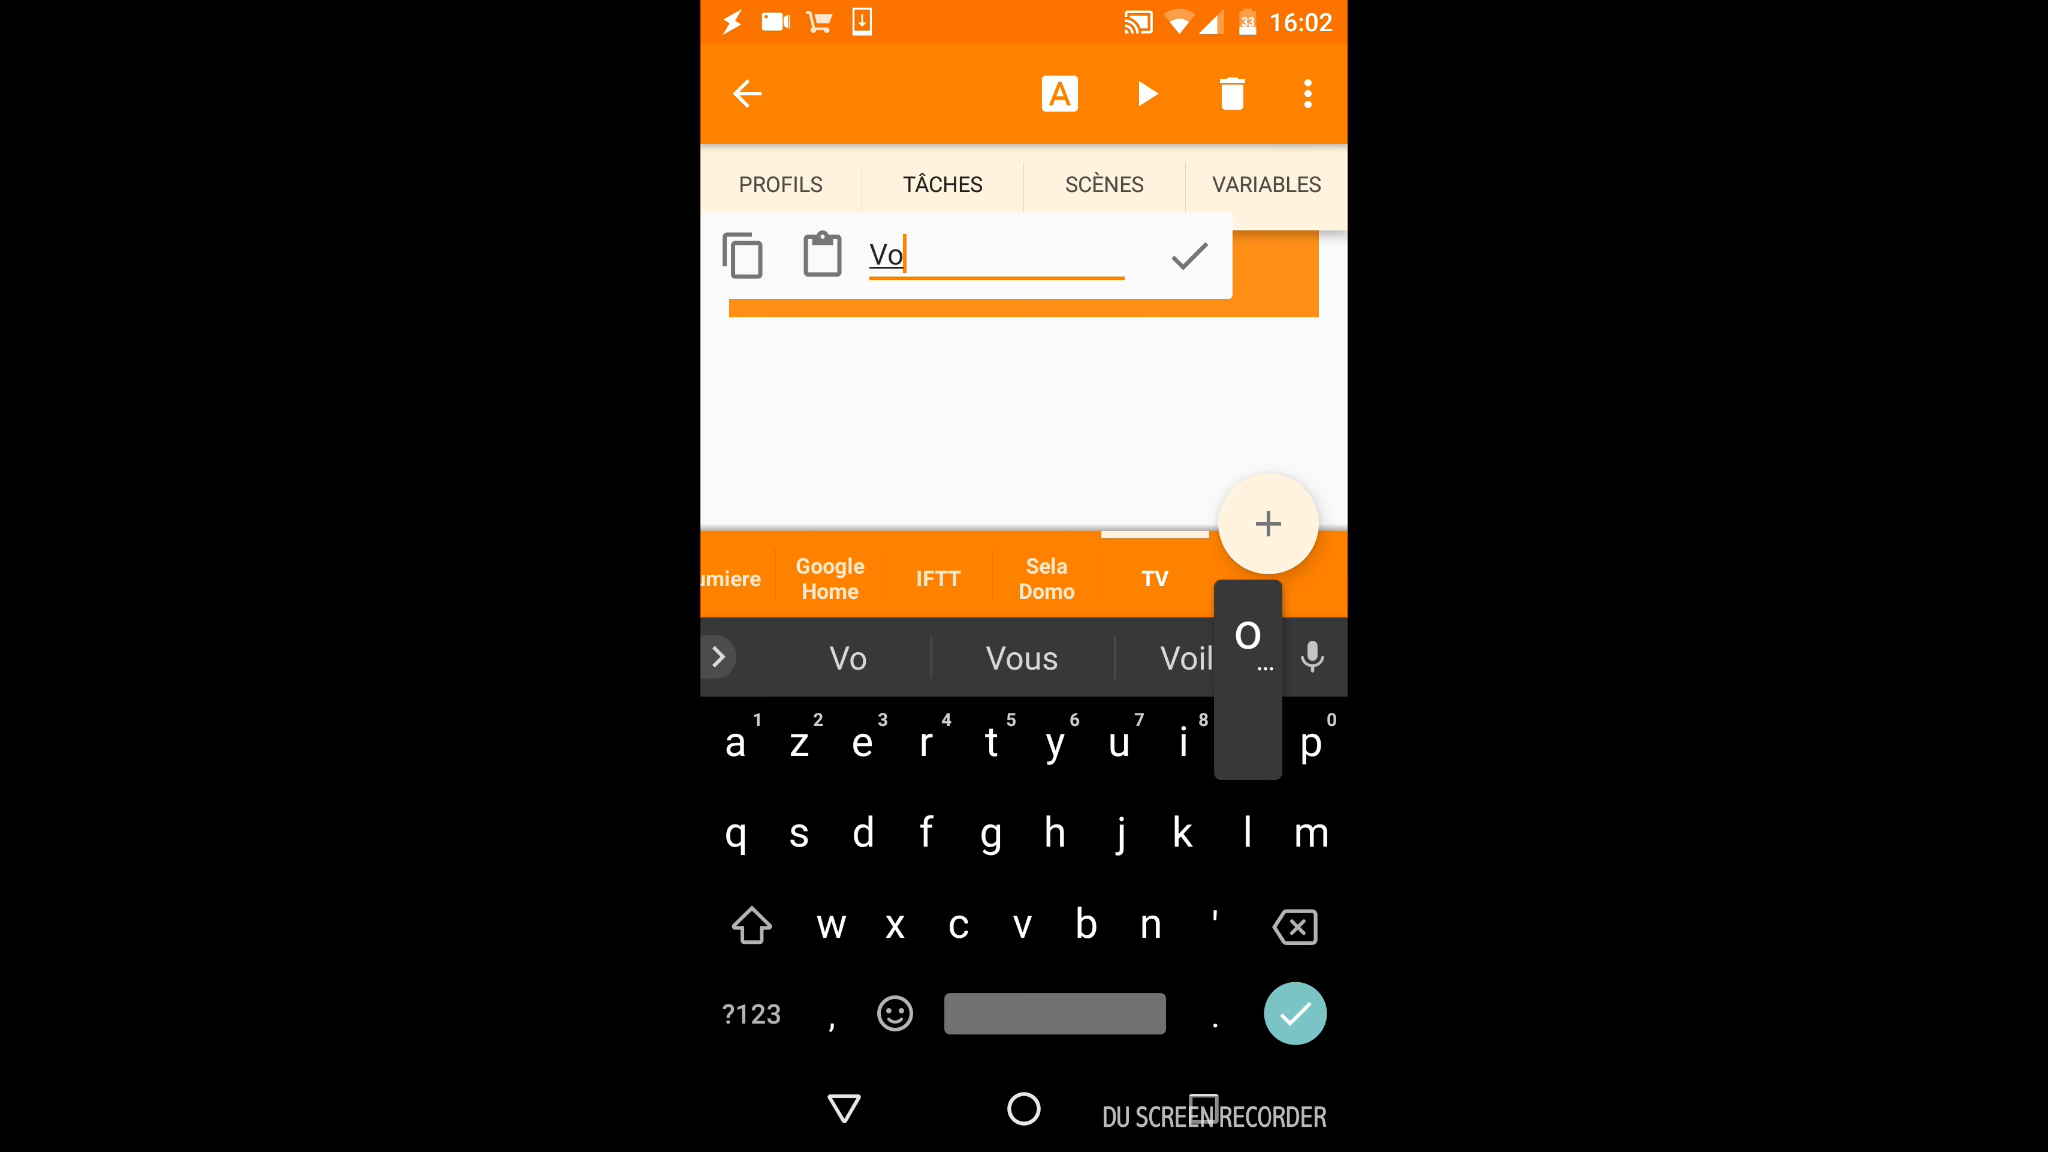 33 16:02
A
PROFILS TÂCHES SCÈNES VARIABLES
Vo
umiere Google Home IFTT Sela Domo TV
Vo Vous Voil
o
...
1 2 3 4 5 6 7 8 0
a z e r t y u i p
q s d f g h j k l m
w x c v b n '
?123 , .
DU SCREEN RECORDER